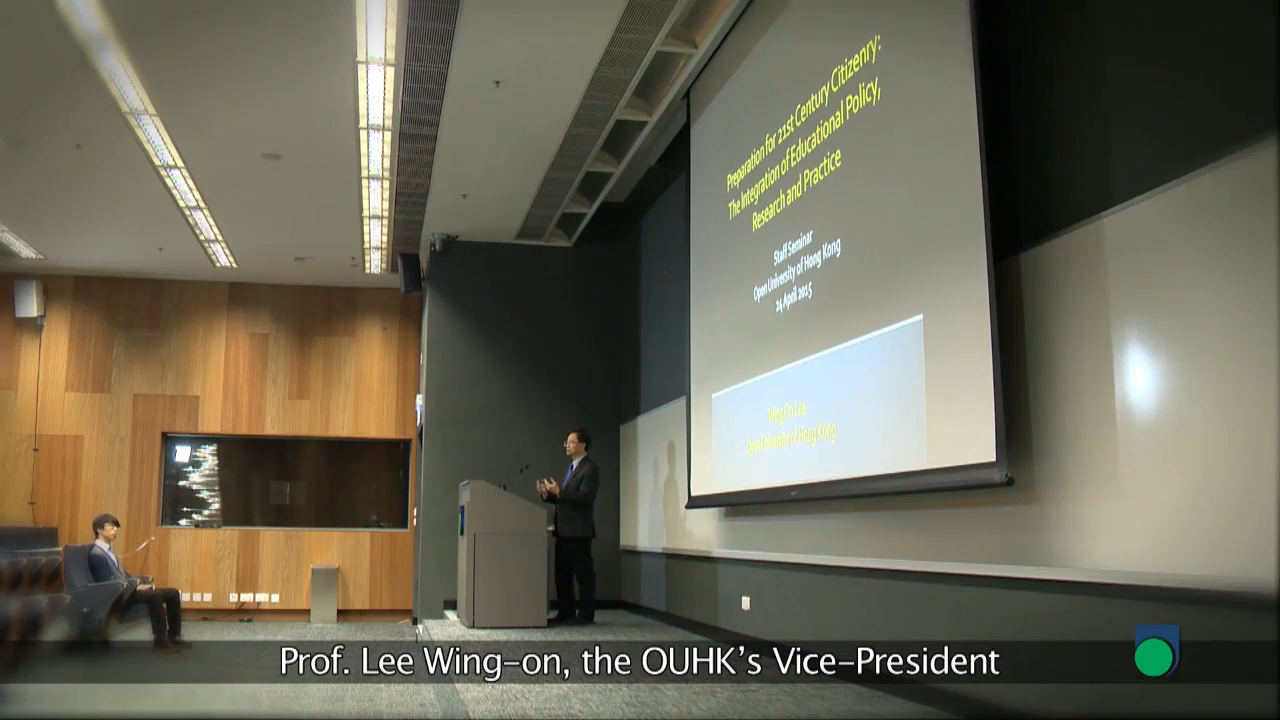 Preparation for 21st Century Citizenry:
The Integration of Educational Policy,
Research and Practice
Staff Seminar
Open University of Hong Kong
24 April 2015
Wing On Lee
Open University of Hong Kong
Prof. Lee Wing-on, the OUHK's Vice-President